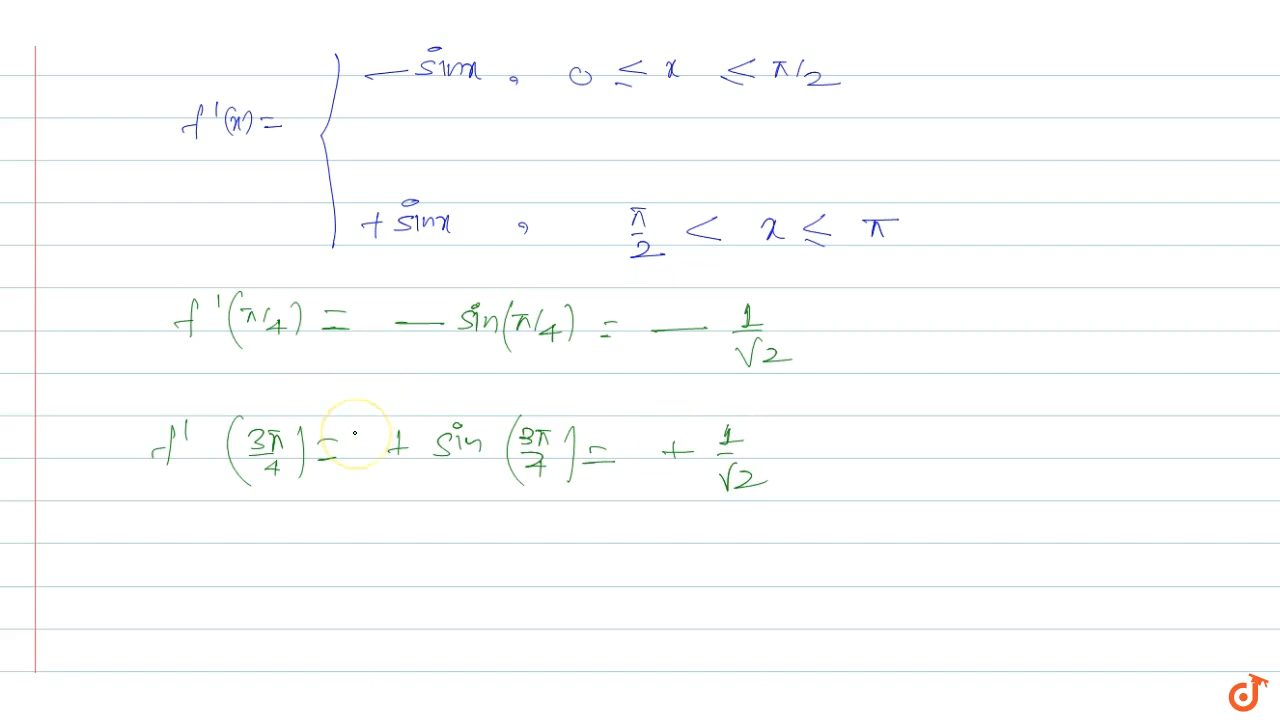 - sinx , 0 ≤ x ≤ π/2
f'(x) = {
+ sinx , π/2 < x ≤ π
f'(π/4) = - sin(π/4) = - 1/√2
f'(3π/4) = + sin(3π/4) = + 1/√2